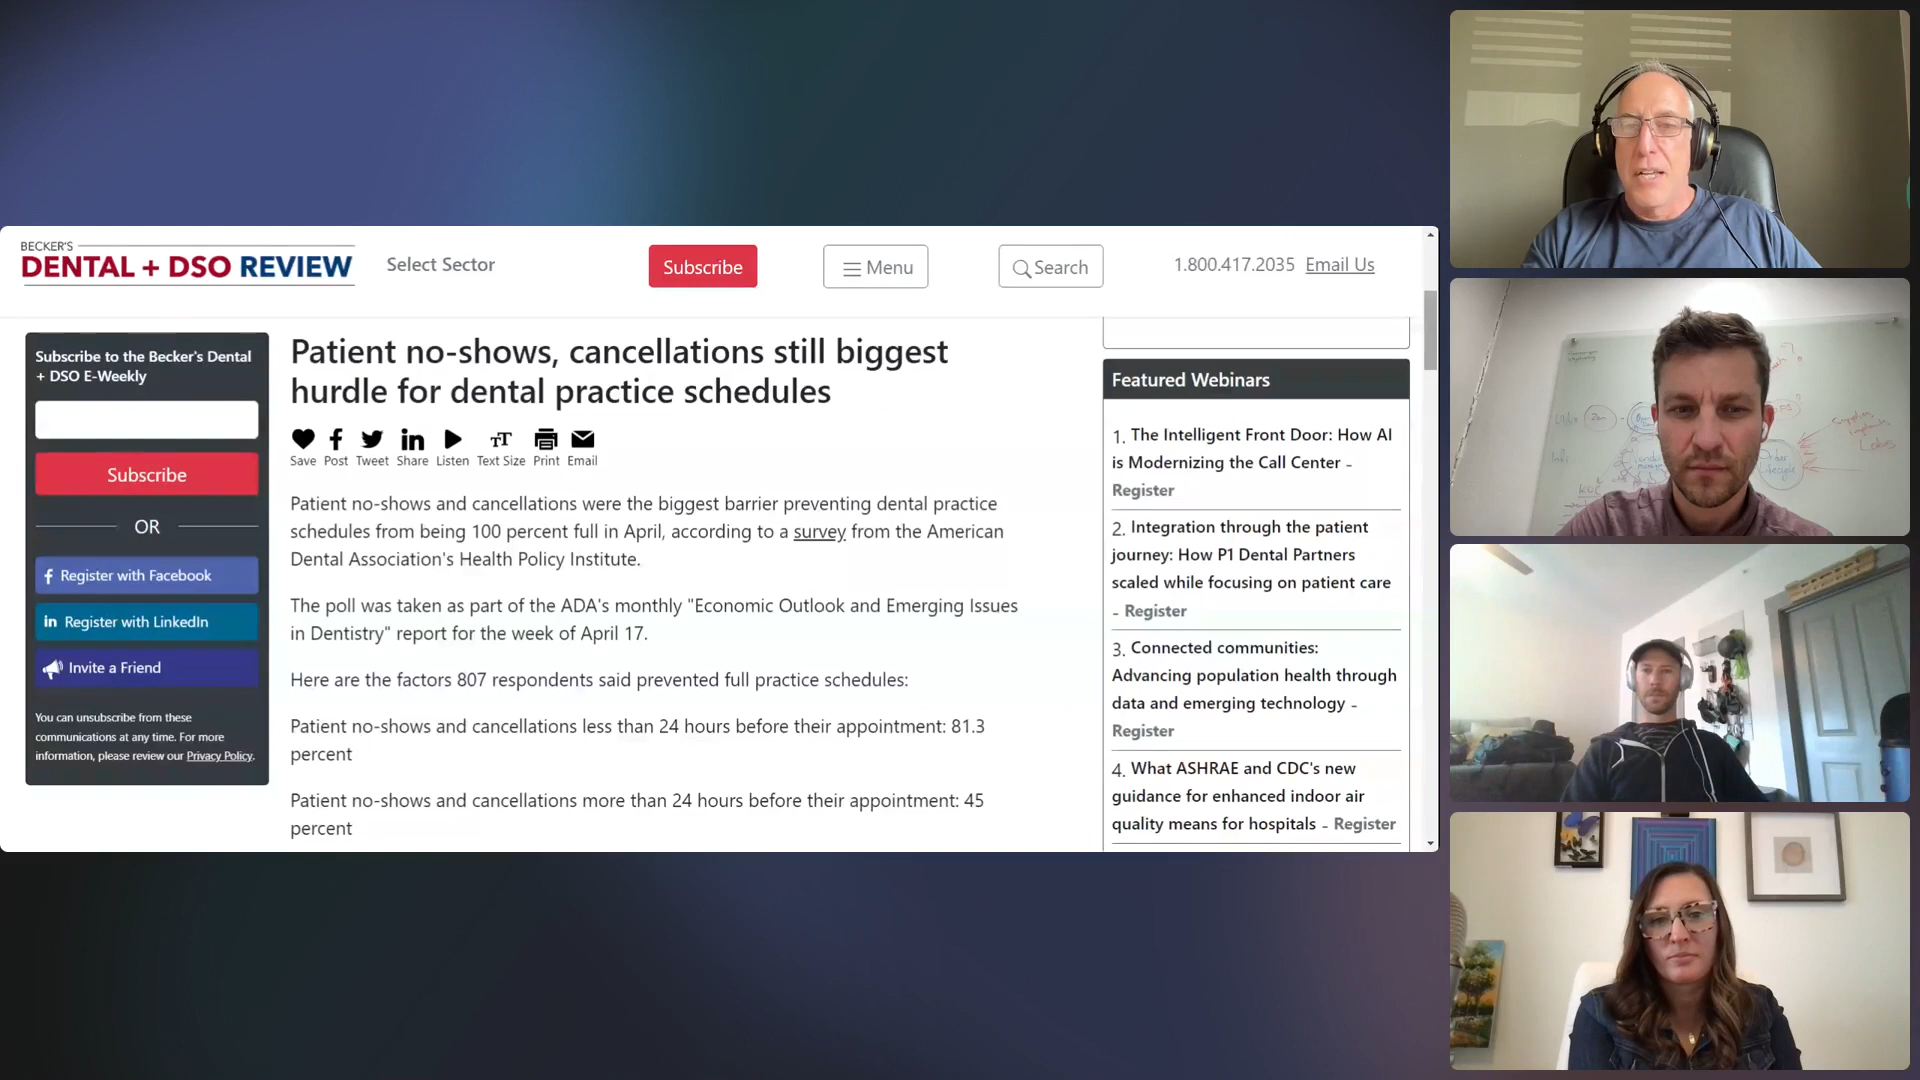 BECKER'S
DENTAL + DSO REVIEW
Select Sector
Subscribe
Menu
Search
1.800.417.2035 Email Us
Subscribe to the Becker's Dental
+ DSO E-Weekly
Subscribe
OR
Register with Facebook
Register with LinkedIn
Invite a Friend
You can unsubscribe from these
communications at any time. For more
information, please review our Privacy Policy.
Patient no-shows, cancellations still biggest
hurdle for dental practice schedules
Save Post Tweet Share Listen Text Size Print Email
Patient no-shows and cancellations were the biggest barrier preventing dental practice
schedules from being 100 percent full in April, according to a survey from the American
Dental Association's Health Policy Institute.
The poll was taken as part of the ADA's monthly "Economic Outlook and Emerging Issues
in Dentistry" report for the week of April 17.
Here are the factors 807 respondents said prevented full practice schedules:
Patient no-shows and cancellations less than 24 hours before their appointment: 81.3
percent
Patient no-shows and cancellations more than 24 hours before their appointment: 45
percent
Featured Webinars
1. The Intelligent Front Door: How AI
is Modernizing the Call Center -
Register
2. Integration through the patient
journey: How P1 Dental Partners
scaled while focusing on patient care
- Register
3. Connected communities:
Advancing population health through
data and emerging technology -
Register
4. What ASHRAE and CDC's new
guidance for enhanced indoor air
quality means for hospitals - Register